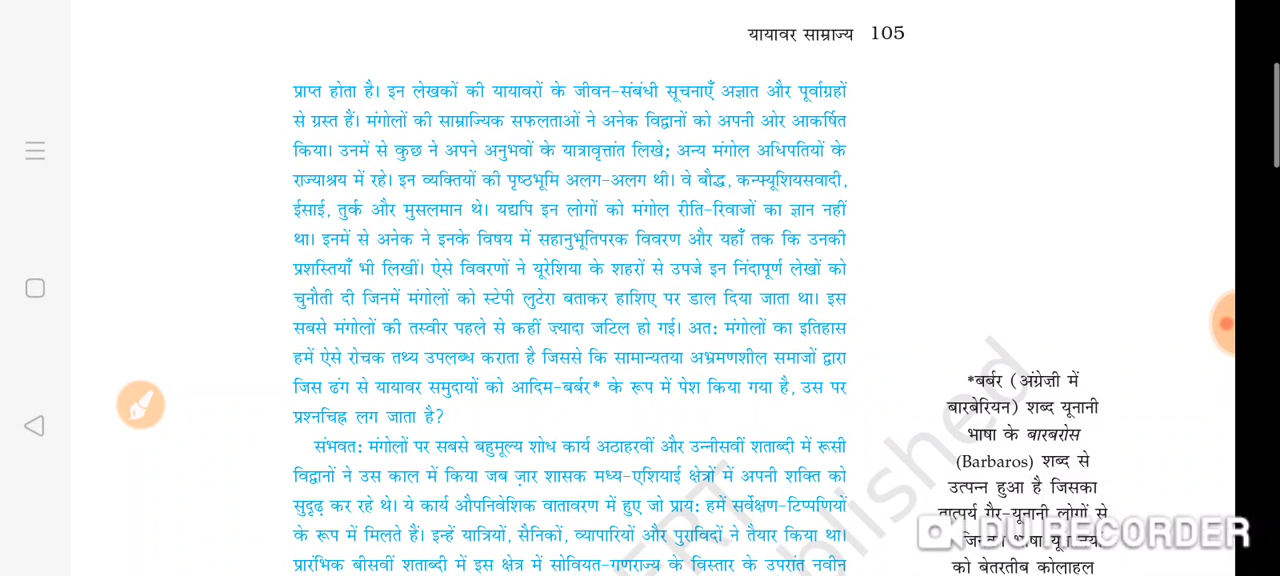 यायावर साम्राज्य 105
प्राप्त होता है। इन लेखकों की यायावरों के जीवन-संबंधी सूचनाएँ अज्ञात और पूर्वाग्रहों
से ग्रस्त हैं। मंगोलों की साम्राज्यिक सफलताओं ने अनेक विद्वानों को अपनी ओर आकर्षित
किया। उनमें से कुछ ने अपने अनुभवों के यात्रावृत्तांत लिखे; अन्य मंगोल अधिपतियों के
राज्याश्रय में रहे। इन व्यक्तियों की पृष्ठभूमि अलग-अलग थी। वे बौद्ध, कन्फ्यूशियसवादी,
ईसाई, तुर्क और मुसलमान थे। यद्यपि इन लोगों को मंगोल रीति-रिवाजों का ज्ञान नहीं
था। इनमें से अनेक ने इनके विषय में सहानुभूतिपरक विवरण और यहाँ तक कि उनकी
प्रशस्तियाँ भी लिखीं। ऐसे विवरणों ने यूरेशिया के शहरों से उपजे इन निंदापूर्ण लेखों को
चुनौती दी जिनमें मंगोलों को स्टेपी लुटेरा बताकर हाशिए पर डाल दिया जाता था। इस
सबसे मंगोलों की तस्वीर पहले से कहीं ज़्यादा जटिल हो गई। अत: मंगोलों का इतिहास
हमें ऐसे रोचक तथ्य उपलब्ध कराता है जिससे कि सामान्यतया अभ्रमणशील समाजों द्वारा
जिस ढंग से यायावर समुदायों को आदिम-बर्बर* के रूप में पेश किया गया है, उस पर
प्रश्नचिह्न लग जाता है?
संभवत: मंगोलों पर सबसे बहुमूल्य शोध कार्य अठाहरवीं और उन्नीसवीं शताब्दी में रूसी
विद्वानों ने उस काल में किया जब ज़ार शासक मध्य-एशियाई क्षेत्रों में अपनी शक्ति को
सुदृढ़ कर रहे थे। ये कार्य औपनिवेशिक वातावरण में हुए जो प्राय: हमें सर्वेक्षण-टिप्पणियों
के रूप में मिलते हैं। इन्हें यात्रियों, सैनिकों, व्यापारियों और पुराविदों ने तैयार किया था।
प्रारंभिक बीसवीं शताब्दी में इस क्षेत्र में सोवियत-गणराज्य के विस्तार के उपरांत नवीन
*बर्बर (अंग्रेजी में
बारबेरियन) शब्द यूनानी
भाषा के बारबरोस
(Barbaros) शब्द से
उत्पन्न हुआ है जिसका
तात्पर्य गैर-यूनानी लोगों से
भाषा
को बेतरतीब कोलाहल
DU RECORDER
published